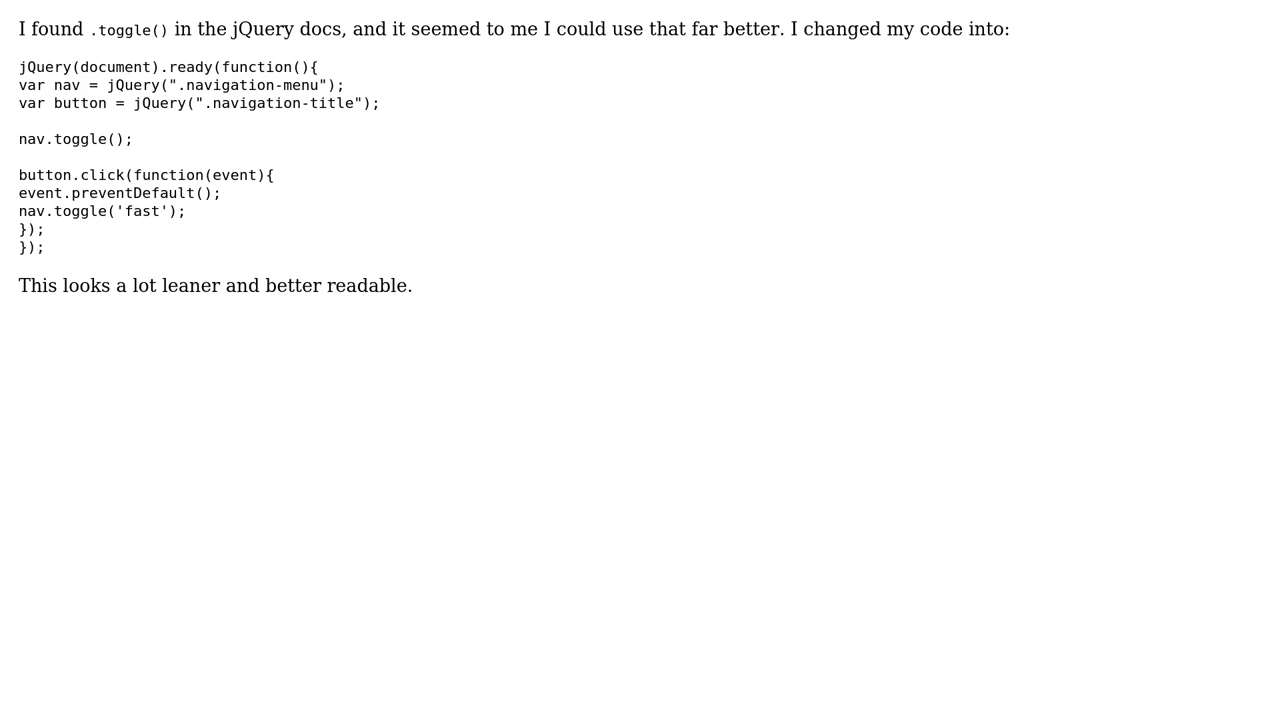 I found .toggle() in the jQuery docs, and it seemed to me I could use that far better. I changed my code into:
jQuery(document).ready(function(){
var nav = jQuery(".navigation-menu");
var button = jQuery(".navigation-title");
nav.toggle();
button.click(function(event){
event.preventDefault();
nav.toggle('fast');
});
});
This looks a lot leaner and better readable.